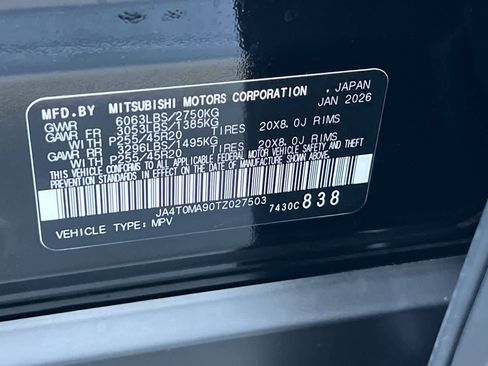 MFD.BY MITSUBISHI MOTORS CORPORATION , JAPAN
GVWR 6063LBS/2750KG JAN 2026
GAWR FR 3053LBS/1385KG
WITH P255/45R20 TIRES 20X8.0J RIMS
GAWR RR 3296LBS/1495KG
WITH P255/45R20 TIRES 20X8.0J RIMS
THIS VEHICLE CONFORMS TO ALL APPLICABLE FEDERAL MOTOR VEHICLE SAFETY AND THEFT
PREVENTION STANDARDS IN EFFECT ON THE DATE OF MANUFACTURE SHOWN ABOVE.
JA4T0MA90TZ027503 7430C 838
VEHICLE TYPE: MPV